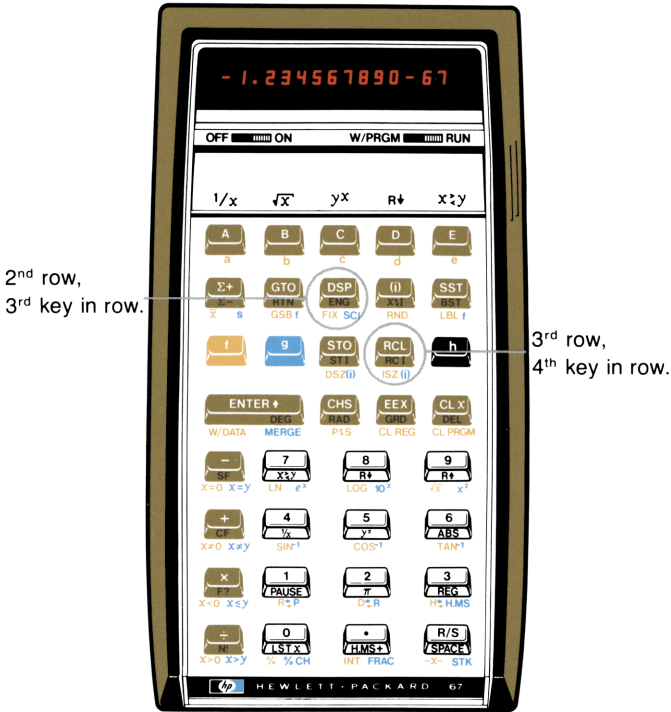 -1.234567890-67
OFF ON W/PRGM RUN
1/x √x yx R↓ x⇄y
A B C D E
a b c d e
2nd row,
3rd key in row.
Σ+ GTO DSP (i) SST
Σ− RTN ENG x⇄I BST
x̄ s GSB f FIX SCI RND LBL f
f g STO RCL h
ST I RC I
DSZ(i) ISZ (i)
3rd row,
4th key in row.
ENTER↑ CHS EEX CLX
DEG RAD GRD DEL
W/DATA MERGE P⇄S CL REG CL PRGM
− 7 8 9
SF x⇄y R↓ R↑
x=0 x=y LN ex LOG 10x √x x2
+ 4 5 6
CF 1/x yx ABS
x≠0 x≠y SIN-1 COS-1 TAN-1
× 1 2 3
F? PAUSE π REG
x<0 x≤y R⇄P D⇄R H⇄H.MS
÷ 0 • R/S
N! LST X H.MS+ SPACE
x>0 x>y % %CH INT FRAC -x- STK
hp HEWLETT·PACKARD 67